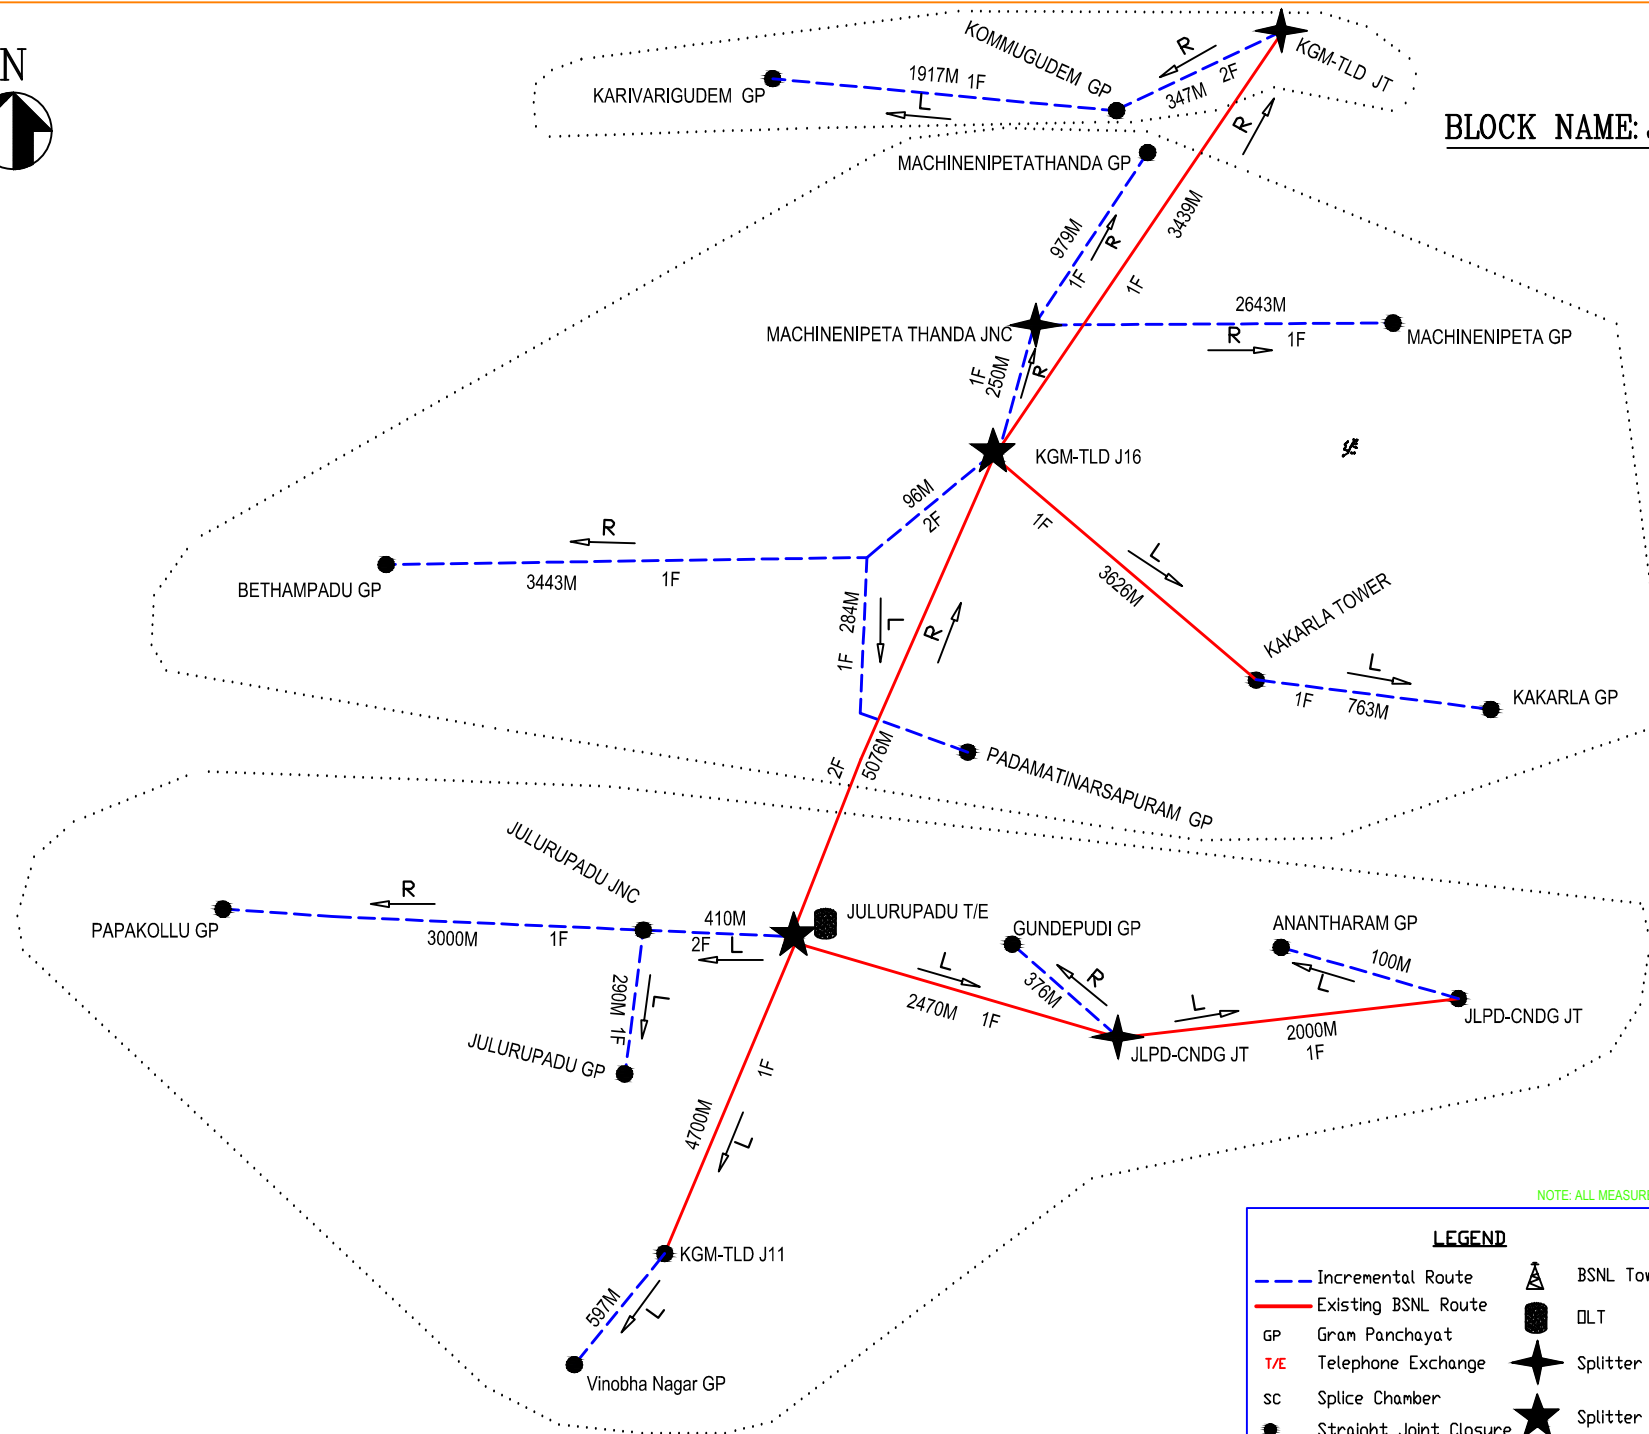 N
BLOCK NAME:
KOMMUGUDEM GP
KGM-TLD JT
KARIVARIGUDEM GP
1917M 1F
L
R
347M 2F
R
MACHINENIPETATHANDA GP
979M
1F
R
3439M
1F
2643M
R
1F
MACHINENIPETA THANDA JNC
MACHINENIPETA GP
1F
250M
R
KGM-TLD J16
96M
2F
1F
L
3626M
R
3443M
1F
BETHAMPADU GP
284M
1F
L
R
KAKARLA TOWER
L
1F
763M
KAKARLA GP
2F
5076M
PADAMATINARSAPURAM GP
JULURUPADU JNC
R
PAPAKOLLU GP
3000M
1F
410M
2F
L
JULURUPADU T/E
GUNDEPUDI GP
ANANTHARAM GP
100M
L
L
2470M
1F
376M
R
L
2000M
1F
JLPD-CNDG JT
JLPD-CNDG JT
290M 1F
L
JULURUPADU GP
1F
4700M
L
KGM-TLD J11
597M
L
Vinobha Nagar GP
NOTE: ALL MEASUR
LEGEND
Incremental Route
BSNL Tow
Existing BSNL Route
OLT
GP Gram Panchayat
T/E Telephone Exchange
Splitter
SC Splice Chamber
Straight Joint Closure
Splitter